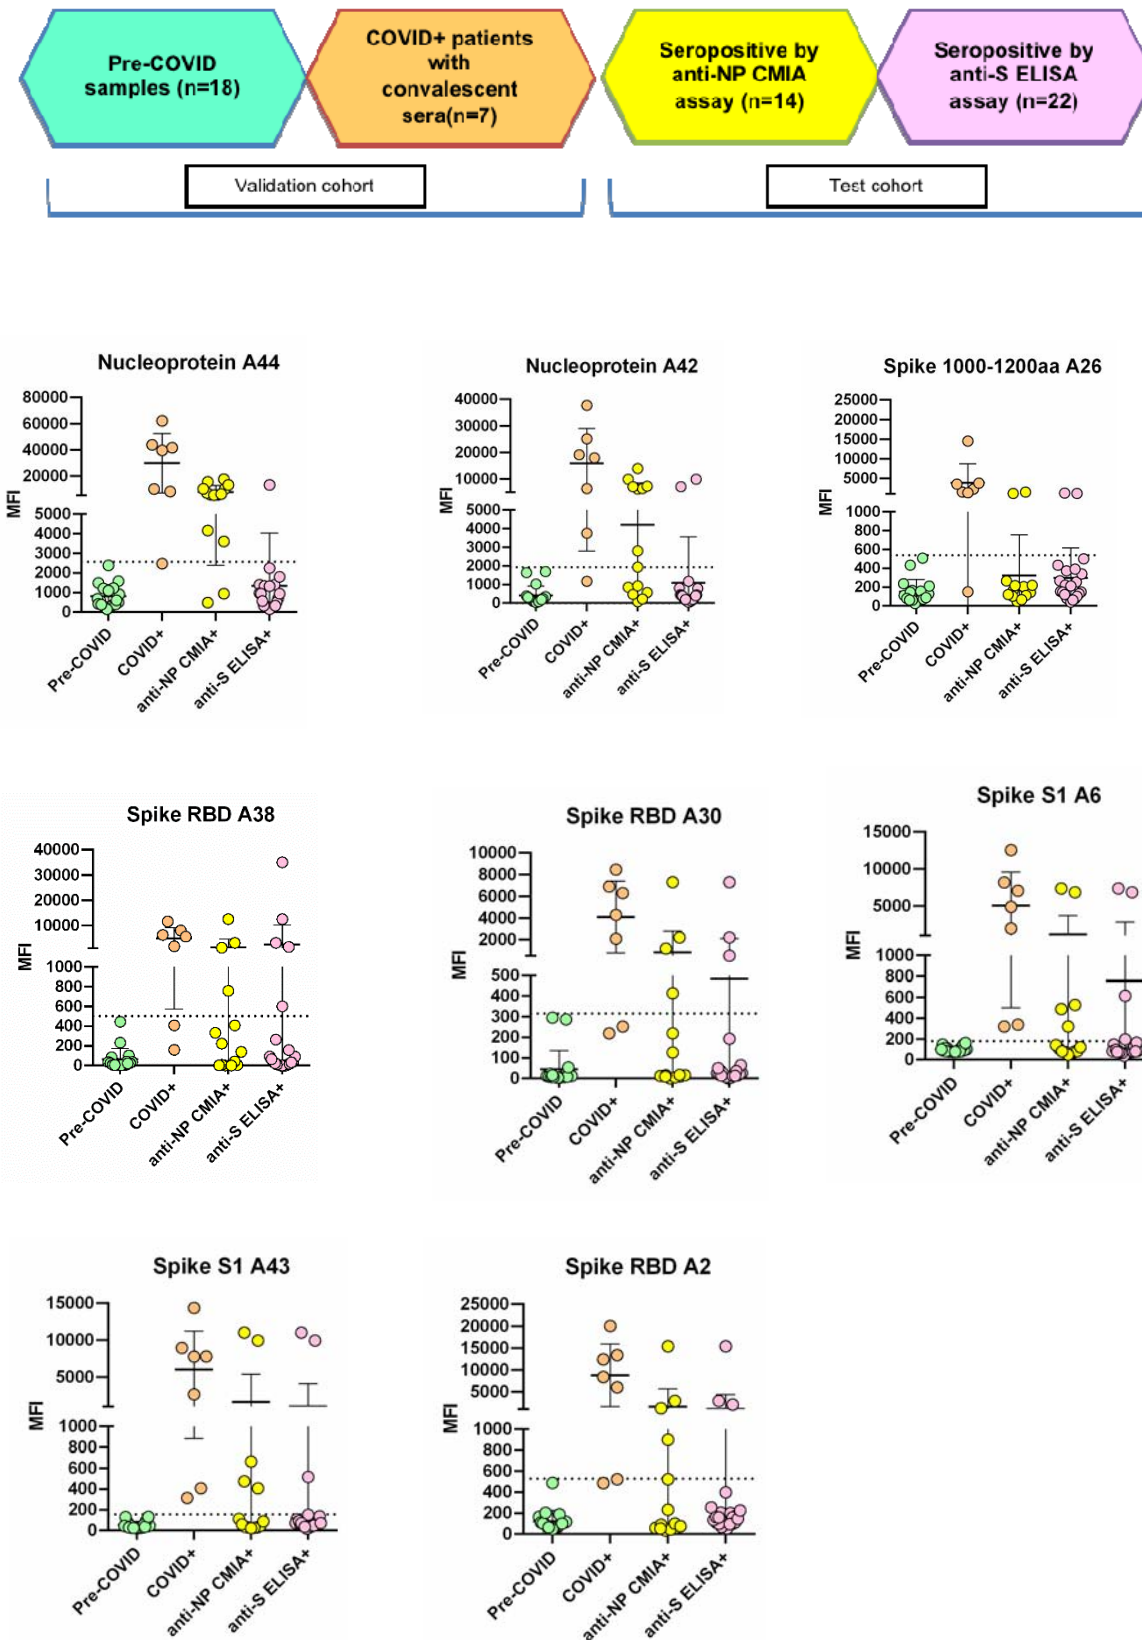 Pre-COVID
samples (n=18)
COVID+ patients
with
convalescent
sera(n=7)
Seropositive by
anti-NP CMIA
assay (n=14)
Seropositive by
anti-S ELISA
assay (n=22)
Validation cohort
Test cohort
Nucleoprotein A44
80000
60000
40000
20000
5000
4000
3000
2000
1000
0
MFI
Pre-COVID
COVID+
anti-NP CMIA+
anti-S ELISA+
Nucleoprotein A42
40000
30000
20000
10000
5000
4000
3000
2000
1000
0
MFI
Pre-COVID
COVID+
anti-NP CMIA+
anti-S ELISA+
Spike 1000-1200aa A26
25000
20000
15000
10000
5000
1000
800
600
400
200
0
MFI
Pre-COVID
COVID+
anti-NP CMIA+
anti-S ELISA+
Spike RBD A38
40000
30000
20000
10000
1000
800
600
400
200
0
MFI
Pre-COVID
COVID+
anti-NP CMIA+
anti-S ELISA+
Spike RBD A30
10000
8000
6000
4000
2000
500
400
300
200
100
0
MFI
Pre-COVID
COVID+
anti-NP CMIA+
anti-S ELISA+
Spike S1 A6
15000
10000
5000
1000
800
600
400
200
0
MFI
Pre-COVID
COVID+
anti-NP CMIA+
anti-S ELISA+
Spike S1 A43
15000
10000
5000
1000
800
600
400
200
0
MFI
Pre-COVID
COVID+
anti-NP CMIA+
anti-S ELISA+
Spike RBD A2
25000
20000
15000
10000
5000
1000
800
600
400
200
0
MFI
Pre-COVID
COVID+
anti-NP CMIA+
anti-S ELISA+